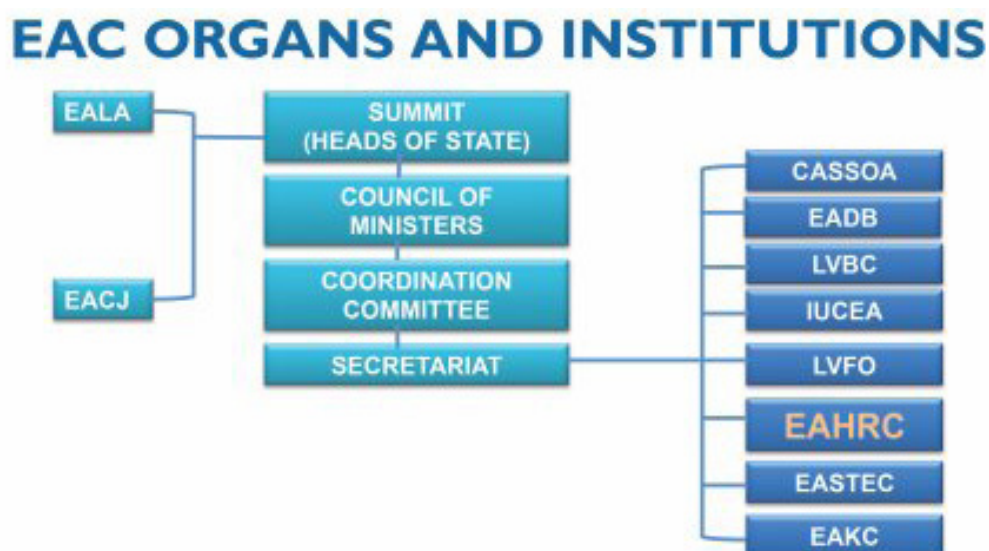 EAC ORGANS AND INSTITUTIONS
EALA
EACJ
SUMMIT
(HEADS OF STATE)
COUNCIL OF
MINISTERS
COORDINATION
COMMITTEE
SECRETARIAT
CASSOA
EADB
LVBC
IUCEA
LVFO
EAHRC
EASTEC
EAKC